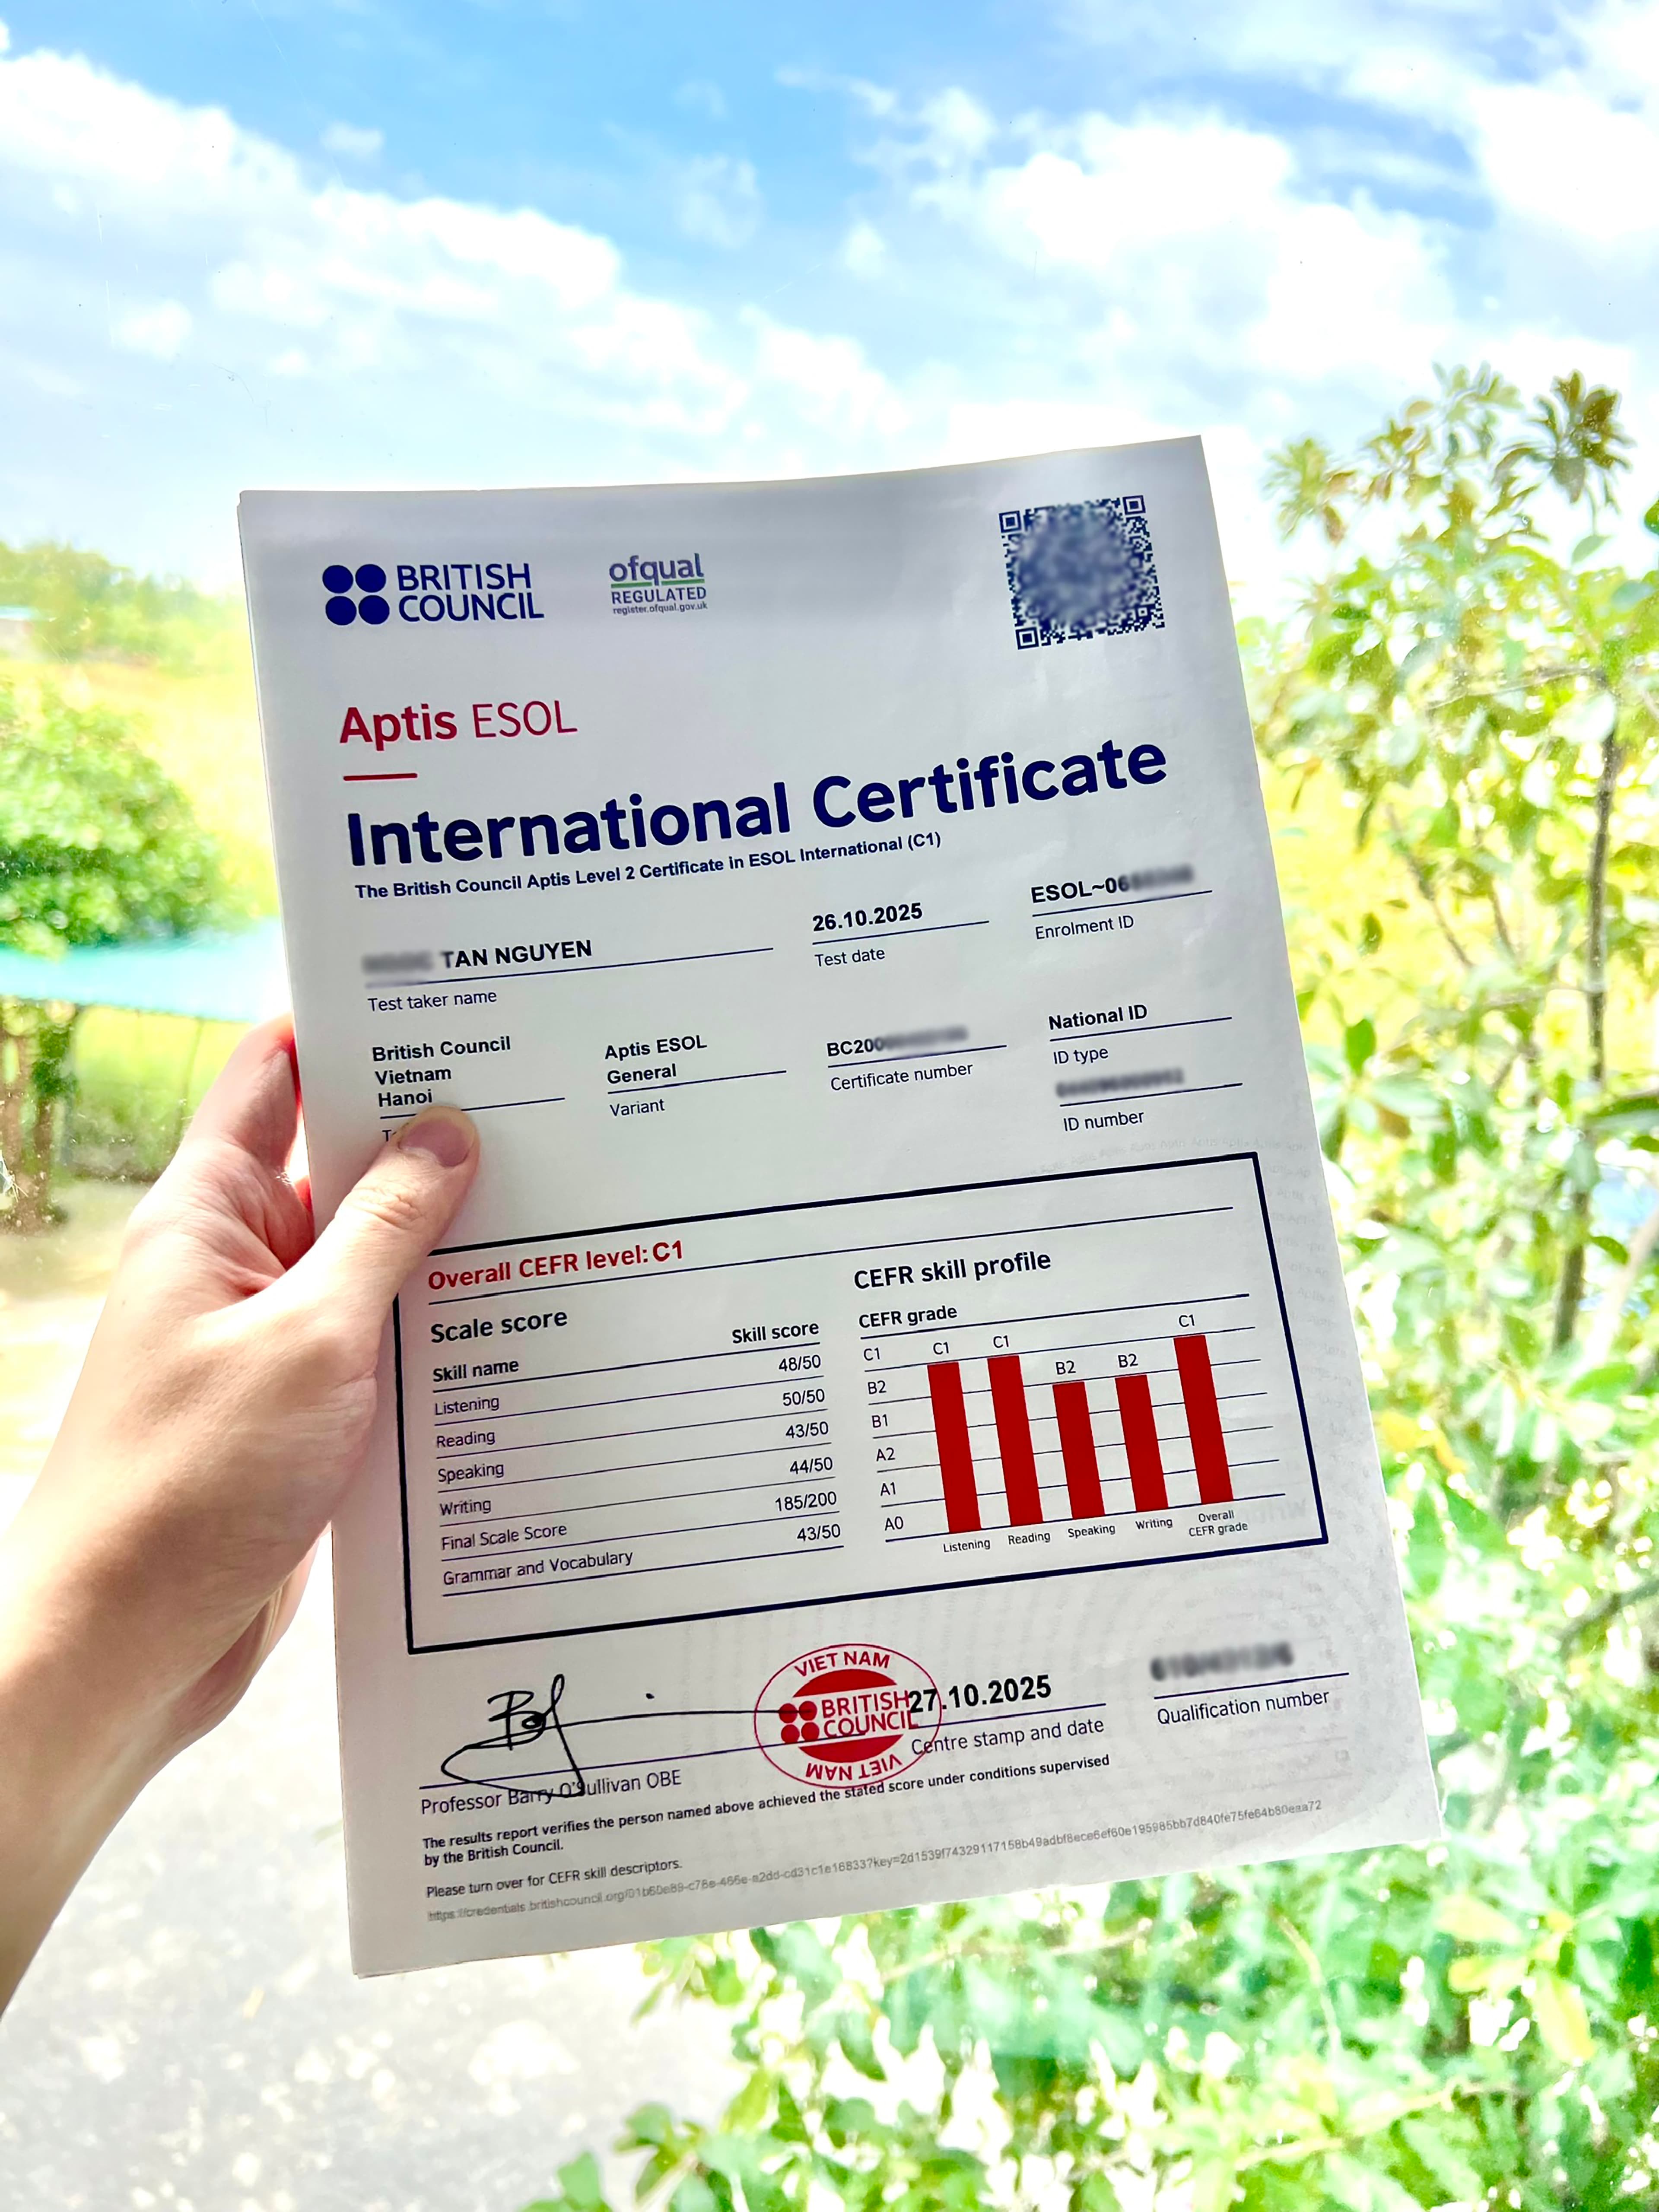 BRITISH
COUNCIL
ofqual
REGULATED
register.ofqual.gov.uk
Aptis ESOL
International Certificate
The British Council Aptis Level 2 Certificate in ESOL International (C1)
TAN NGUYEN
Test taker name
26.10.2025
Test date
ESOL~06
Enrolment ID
British Council
Vietnam
Hanoi
Aptis ESOL
General
Variant
BC20
Certificate number
National ID
ID type
ID number
Overall CEFR level: C1
Scale score
Skill name Skill score
Listening 48/50
Reading 50/50
Speaking 43/50
Writing 44/50
Final Scale Score 185/200
Grammar and Vocabulary 43/50
CEFR skill profile
CEFR grade
C1
B2
B1
A2
A1
A0
C1 C1 B2 B2 C1
Listening Reading Speaking Writing Overall
CEFR grade
Professor Barry O'Sullivan OBE
VIET NAM
BRITISH
COUNCIL
VIET NAM
27.10.2025
Centre stamp and date
Qualification number
The results report verifies the person named above achieved the stated score under conditions supervised
by the British Council.
Please turn over for CEFR skill descriptors.